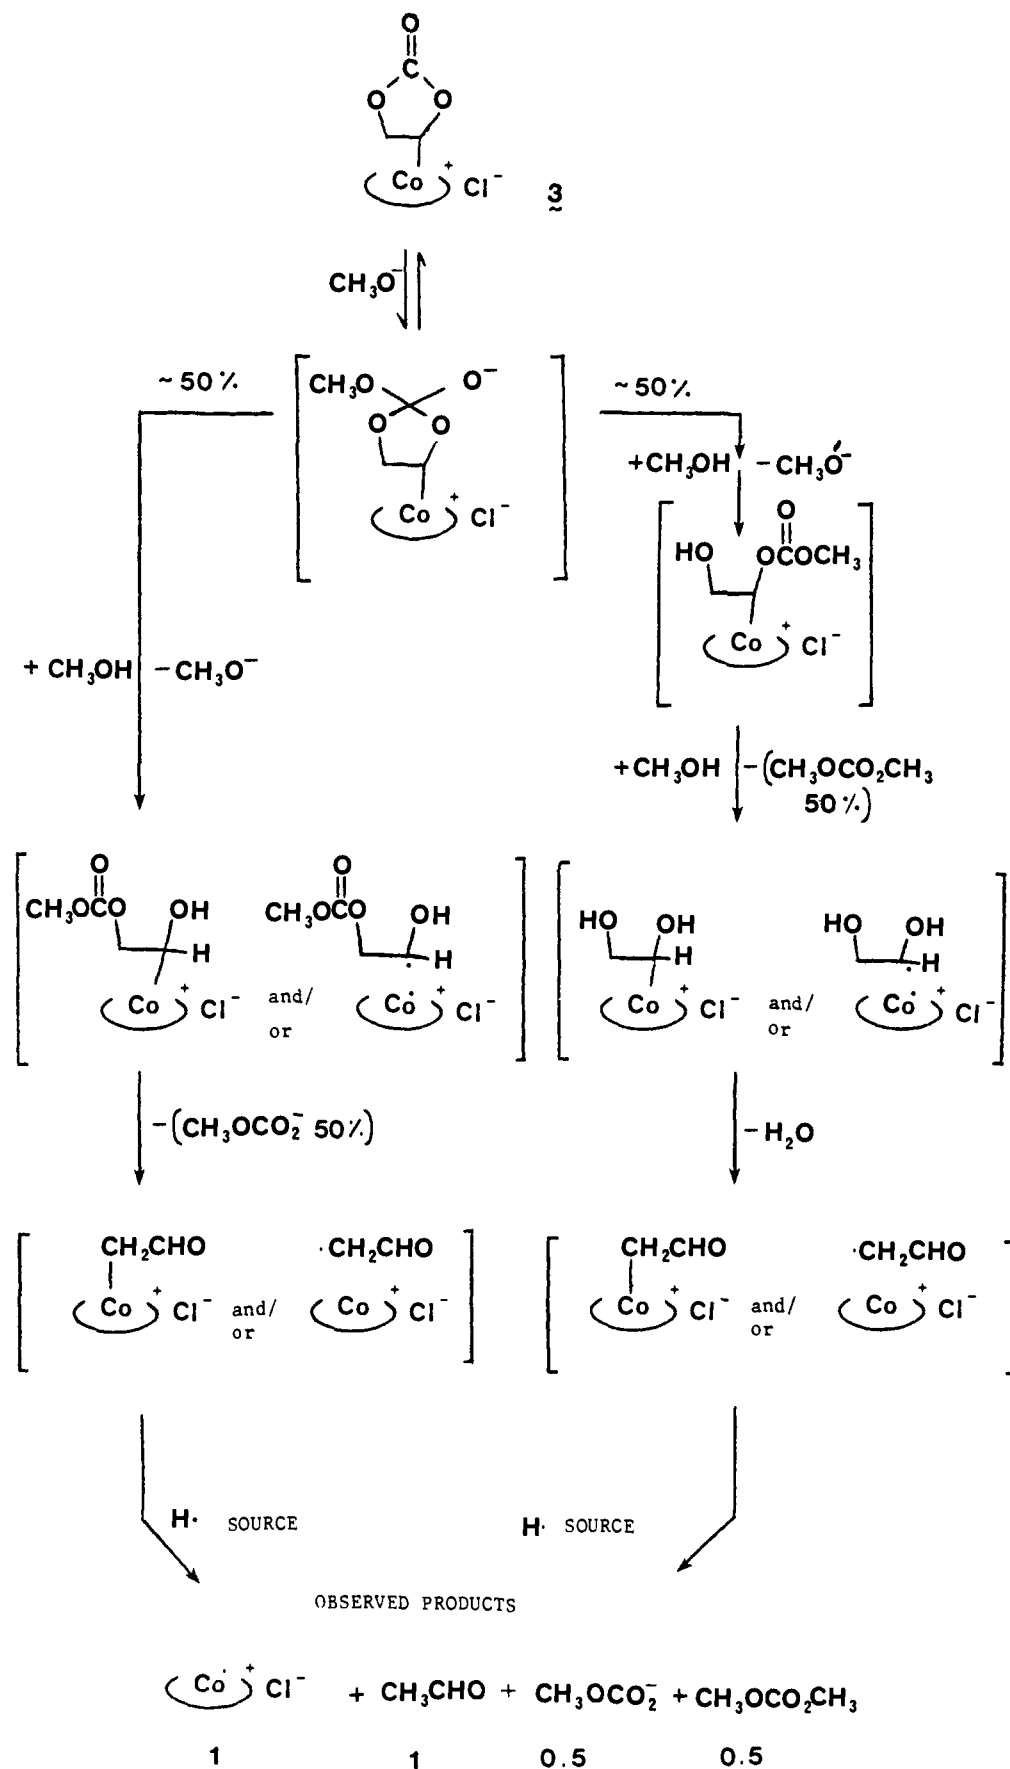 O
C
O O
Co + Cl⁻ 3
CH₃O⁻
~50% CH₃O O⁻ ~50%
O O
Co + Cl⁻
+CH₃OH −CH₃O⁻
O
HO OCOCH₃
Co + Cl⁻
+ CH₃OH −CH₃O⁻
+CH₃OH −(CH₃OCO₂CH₃
50%)
O O
CH₃OCO OH CH₃OCO OH
H H
Co + Cl⁻ and/ Co· + Cl⁻
or
HO OH HO OH
H ·H
Co + Cl⁻ and/ Co· + Cl⁻
or
−(CH₃OCO₂⁻ 50%)
−H₂O
CH₂CHO ·CH₂CHO
Co + Cl⁻ and/ Co + Cl⁻
or
CH₂CHO ·CH₂CHO
Co + Cl⁻ and/ Co + Cl⁻
or
H· SOURCE
H· SOURCE
OBSERVED PRODUCTS
Co· + Cl⁻ + CH₃CHO + CH₃OCO₂⁻ + CH₃OCO₂CH₃
1 1 0.5 0.5